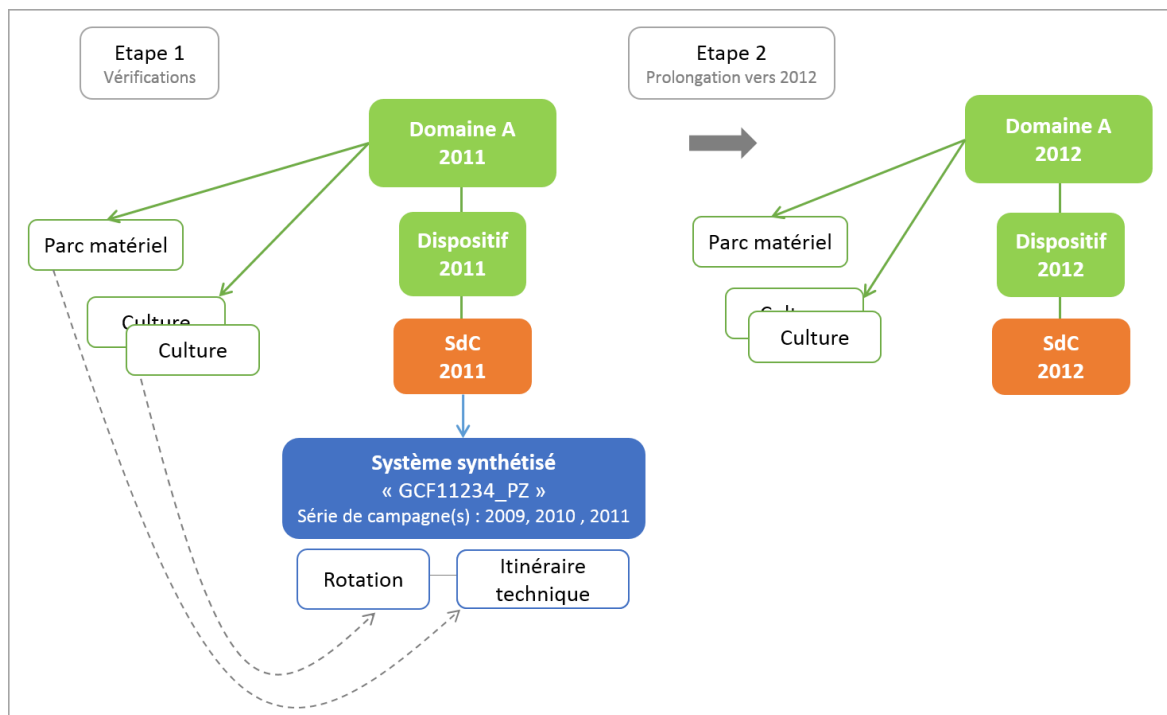 Etape 1
Vérifications
Etape 2
Prolongation vers 2012
Domaine A
2011
Parc matériel
Dispositif
2011
Culture
Culture
SdC
2011
Système synthétisé
« GCF11234_PZ »
Série de campagne(s) : 2009, 2010 , 2011
Rotation
Itinéraire
technique
Domaine A
2012
Parc matériel
Dispositif
2012
Culture
Culture
SdC
2012